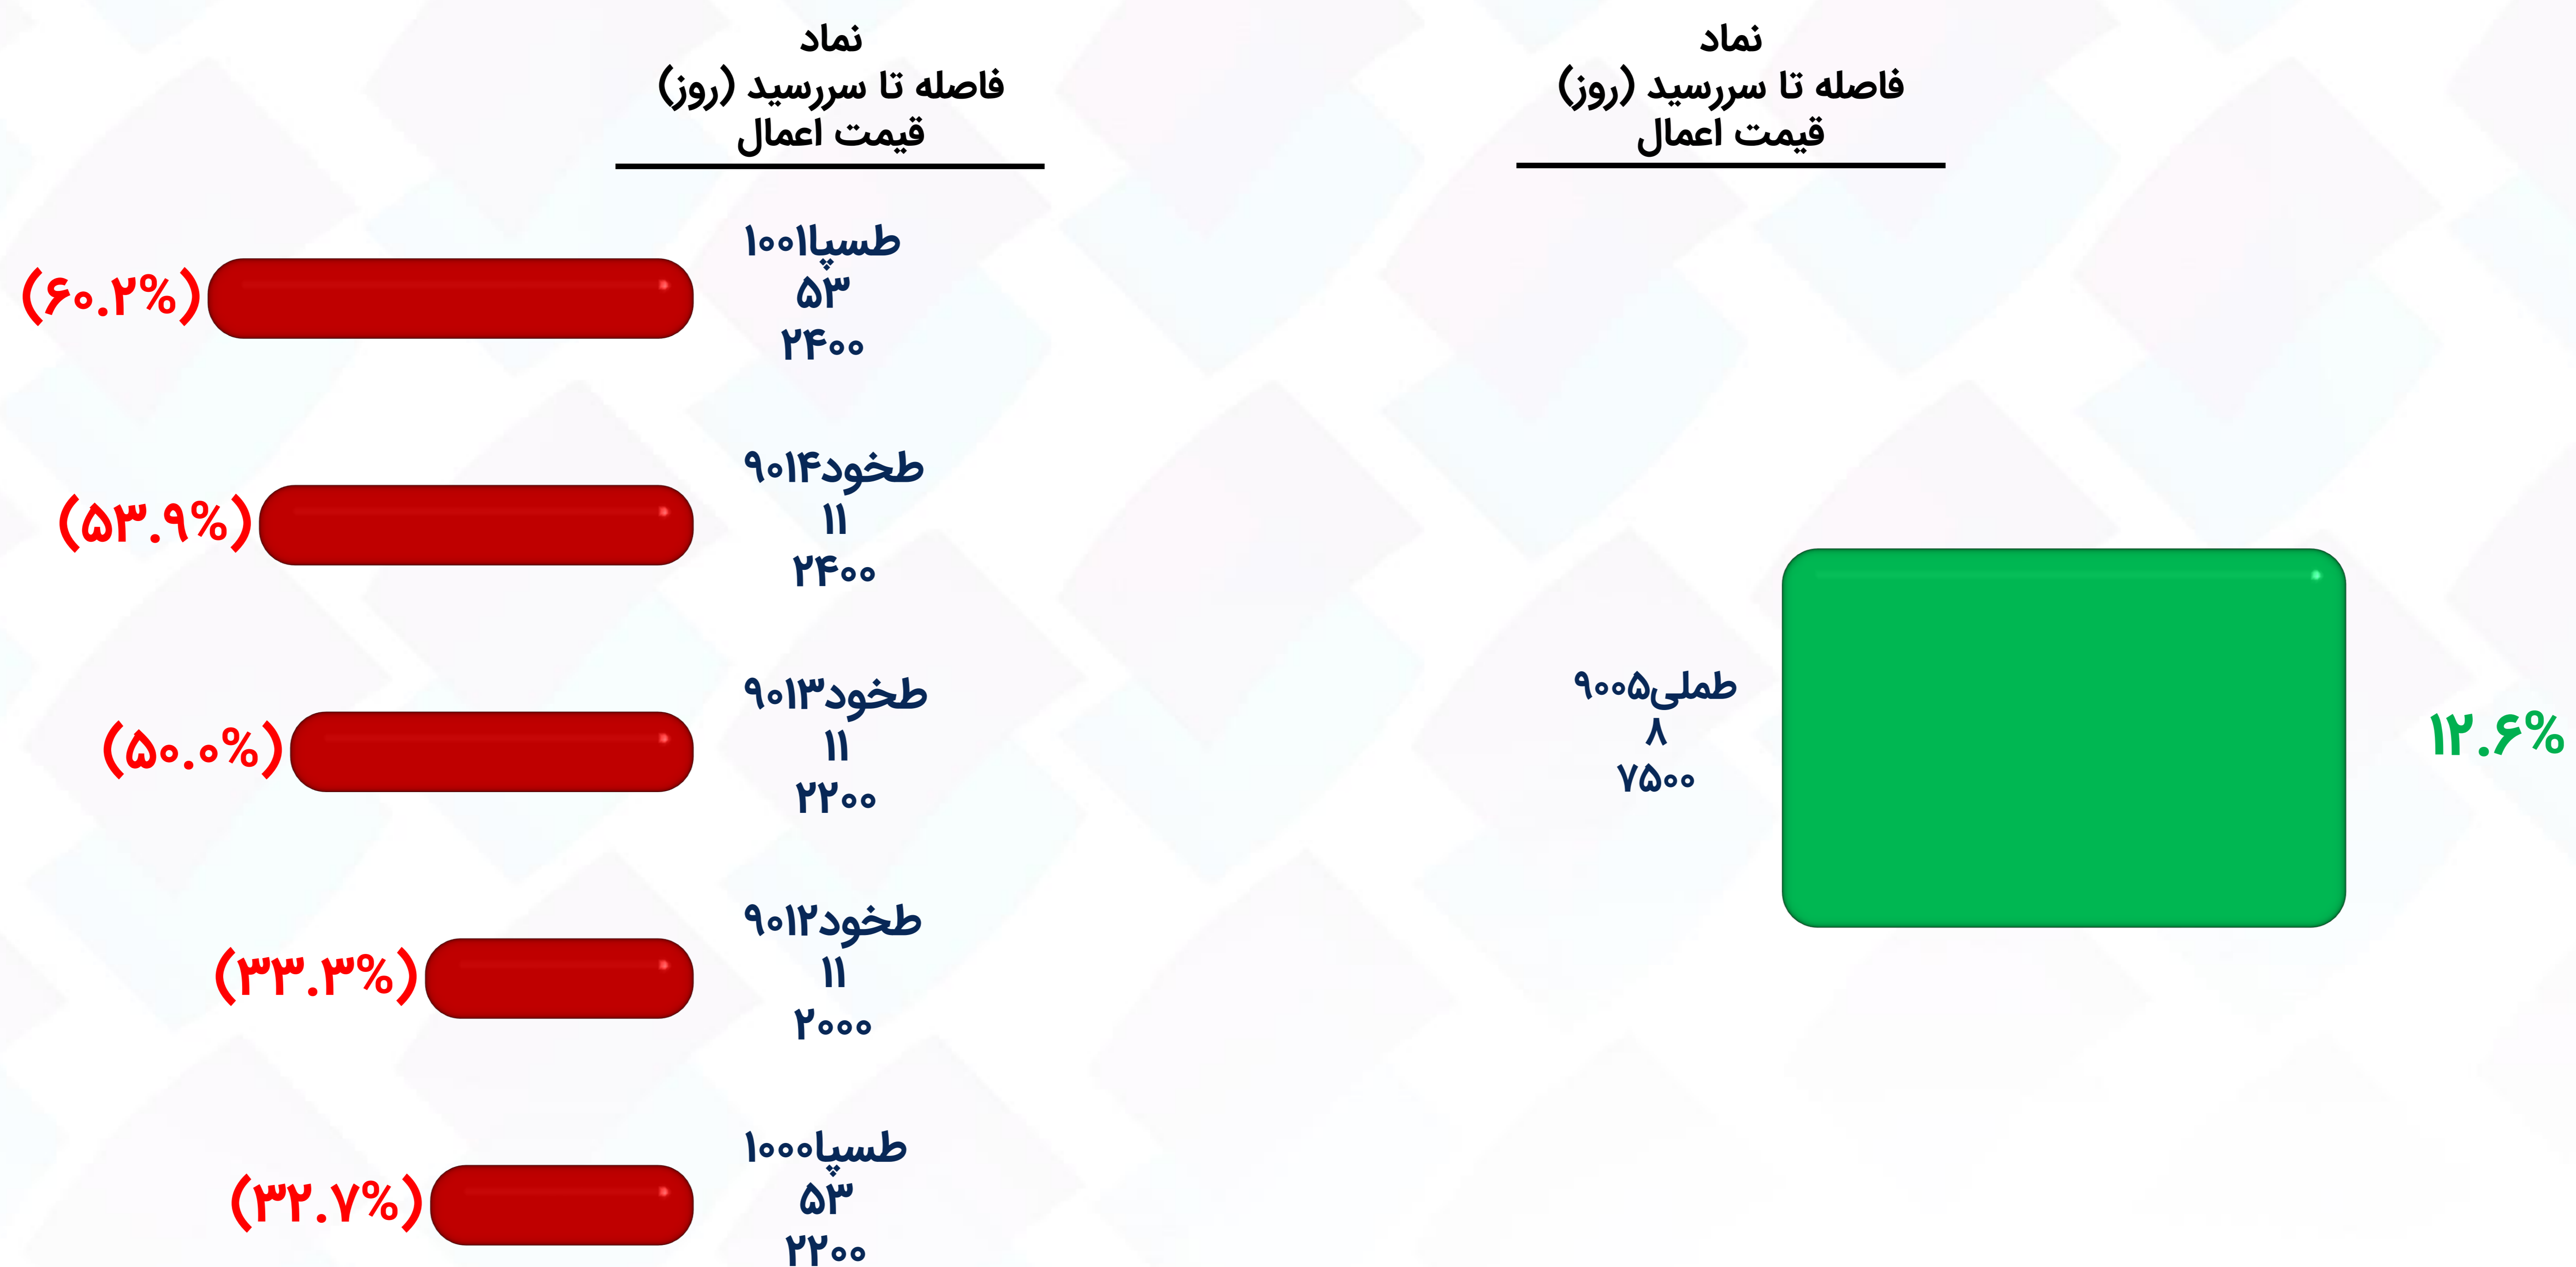 نماد
فاصله تا سررسید (روز)
قیمت اعمال
طملی۹۰۰۵
۸
۷۵۰۰
۱۲.۶%
نماد
فاصله تا سررسید (روز)
قیمت اعمال
طسپا۱۰۰۱
۵۳
۲۴۰۰
(۶۰.۲%)
طخود۹۰۱۴
۱۱
۲۴۰۰
(۵۳.۹%)
طخود۹۰۱۳
۱۱
۲۲۰۰
(۵۰.۰%)
طخود۹۰۱۲
۱۱
۲۰۰۰
(۳۳.۳%)
طسپا۱۰۰۰
۵۳
۲۲۰۰
(۳۲.۷%)